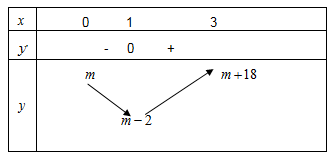 x 0 1 3
y' - 0 +
m m+18
y
m-2